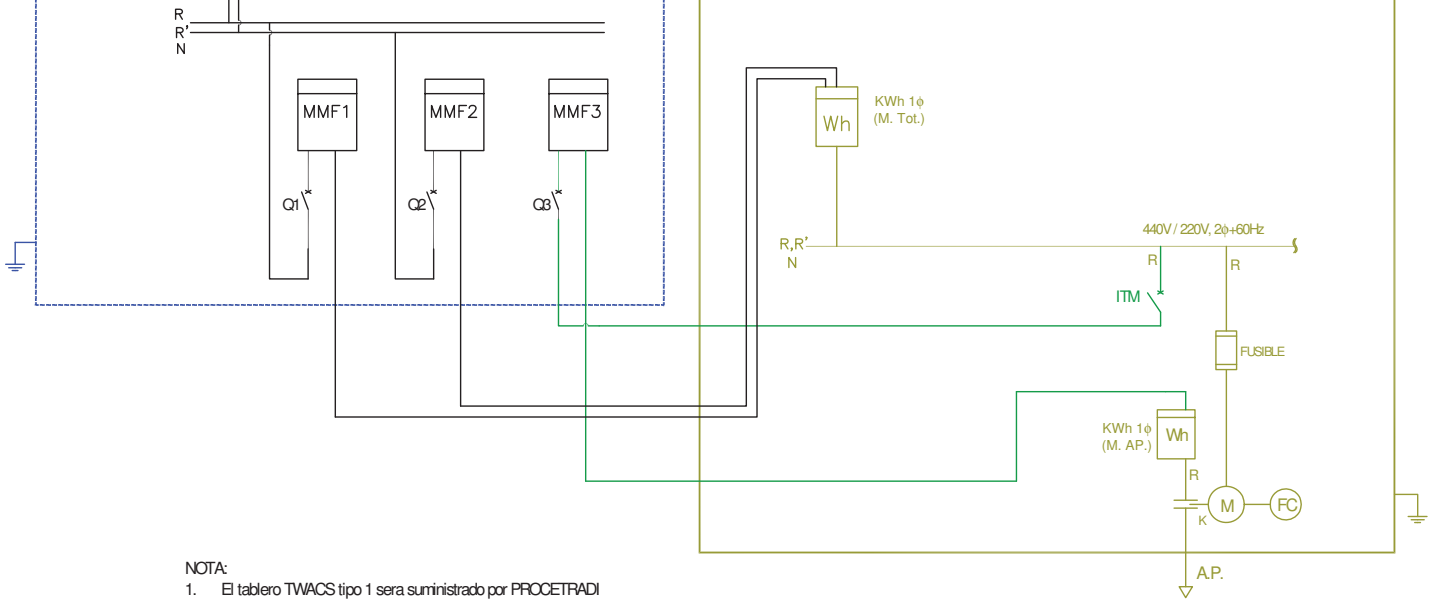 R
R'
N
MMF1
MMF2
MMF3
Q1
Q2
Q3
Wh
KWh 1ϕ
(M. Tot.)
R,R'
N
440V / 220V, 2ϕ+60Hz
R
R
ITM
FUSIBLE
KWh 1ϕ
(M. AP.)
Wh
R
K
M
FC
A.P.
NOTA:
1. El tablero TWACS tipo 1 sera suministrado por PROCETRADI